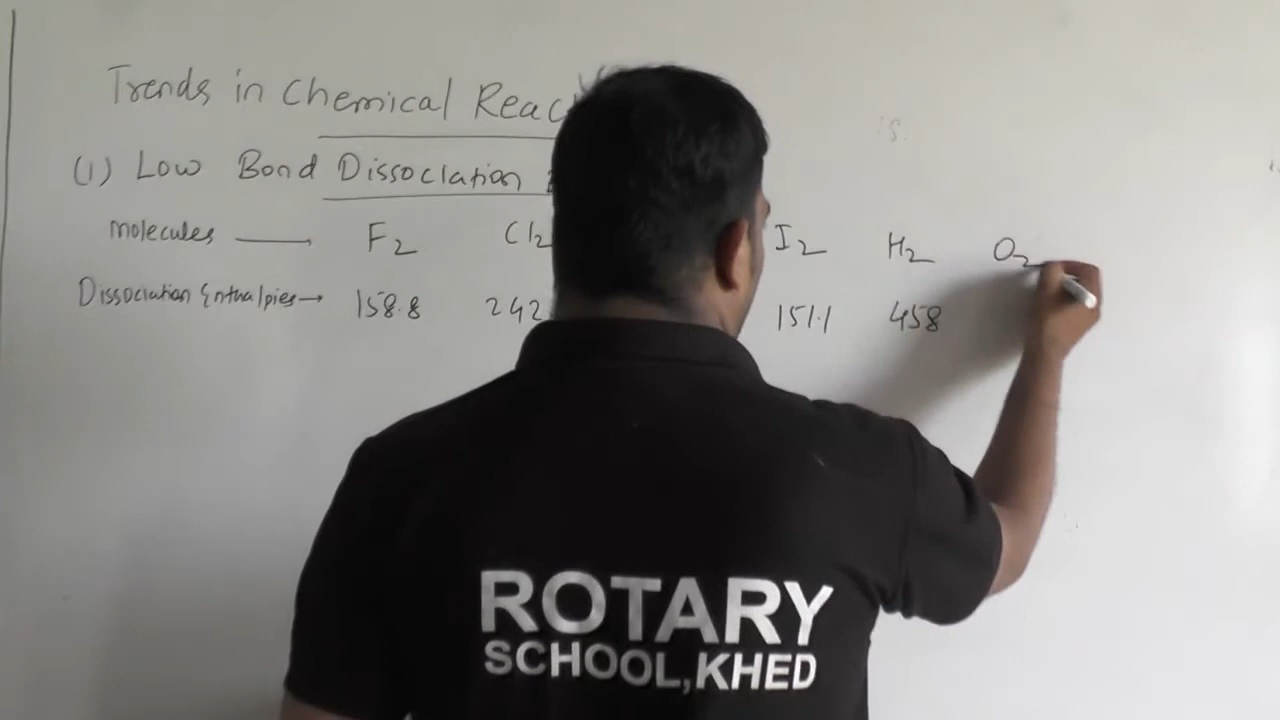 Trends in Chemical Reac
(1) Low Bond Dissociation
molecules → F2 Cl2 I2 H2 O2
Dissociation Enthalpies → 158.8 242 151.1 458
ROTARY
SCHOOL,KHED